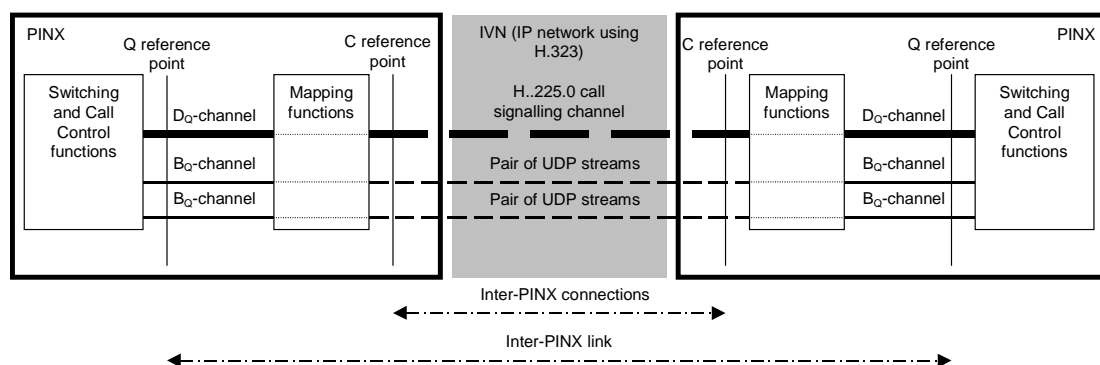 PINX
Q reference
point
C reference
point
Switching
and Call
Control
functions
Mapping
functions
DQ-channel
BQ-channel
BQ-channel
IVN (IP network using
H.323)
H..225.0 call
signalling channel
Pair of UDP streams
Pair of UDP streams
PINX
C reference
point
Q reference
point
Mapping
functions
Switching
and Call
Control
functions
DQ-channel
BQ-channel
BQ-channel
Inter-PINX connections
Inter-PINX link